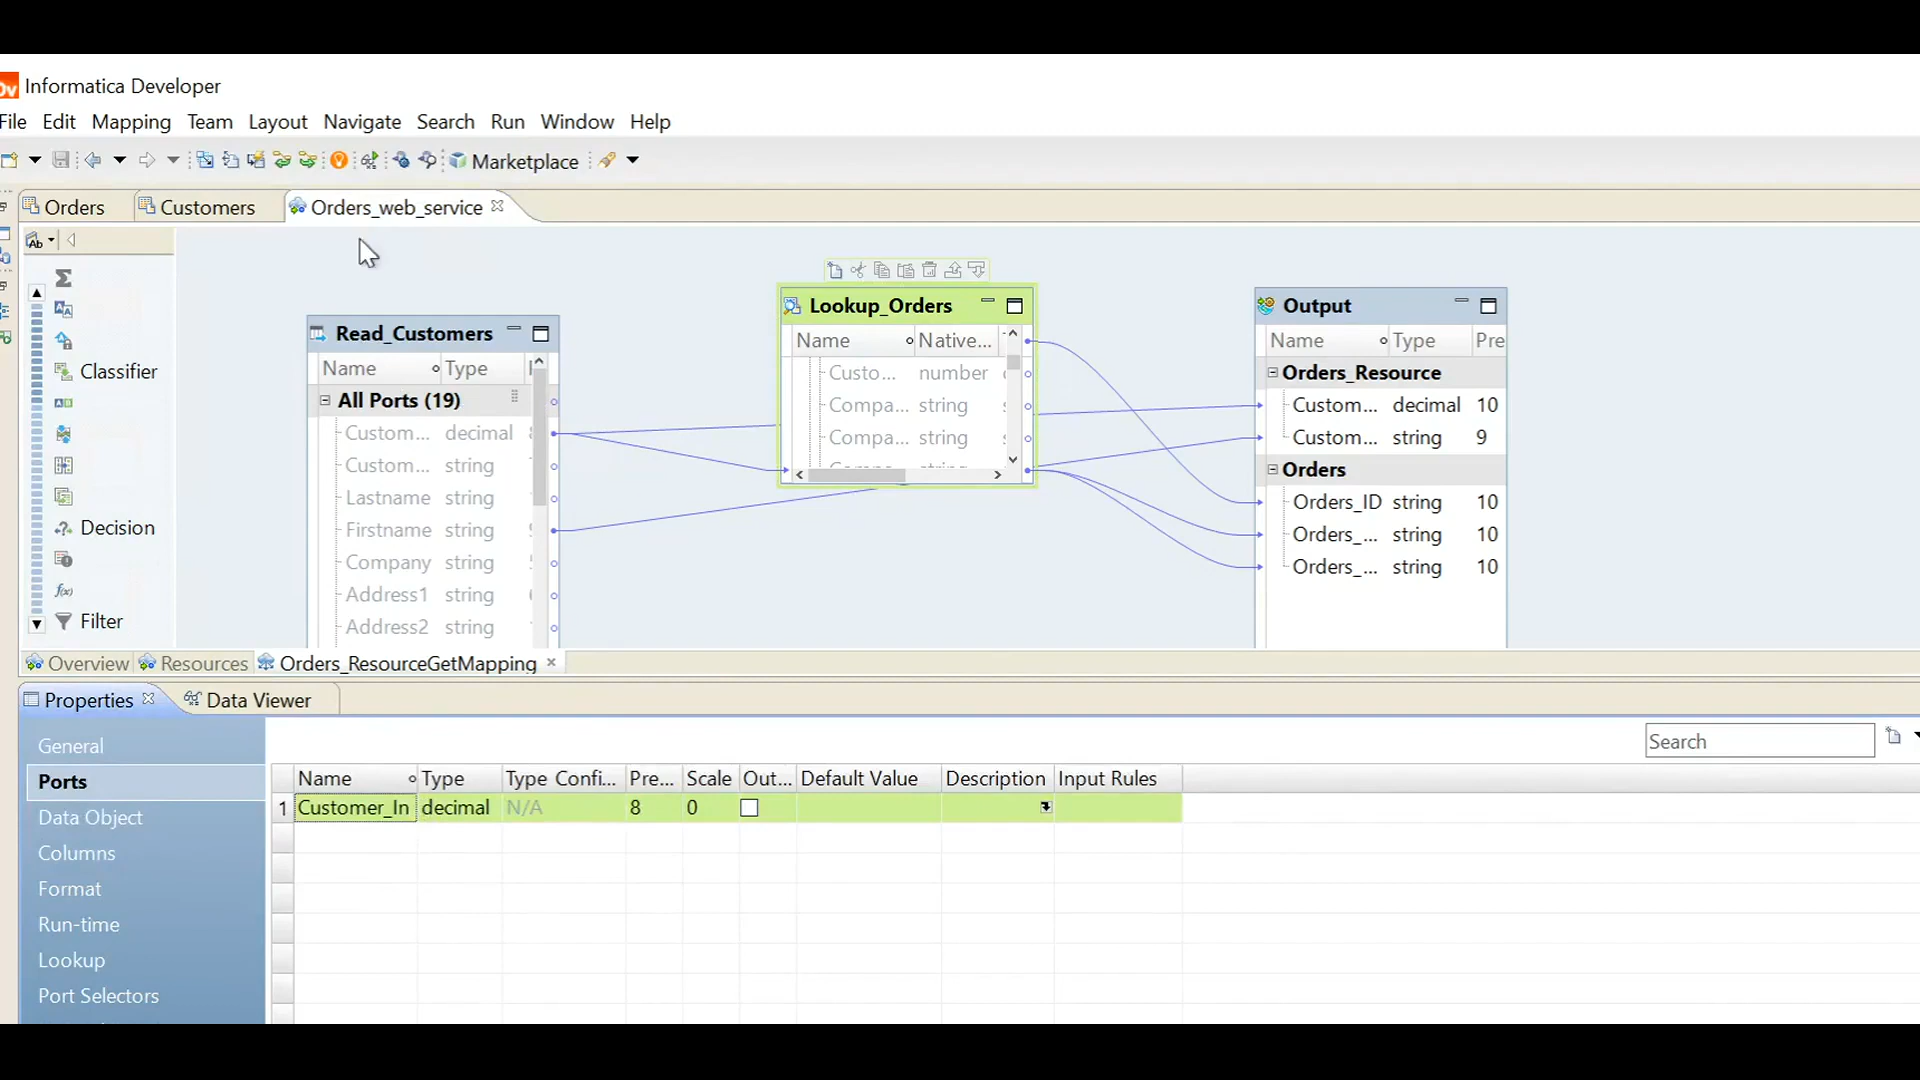 Informatica Developer
File Edit Mapping Team Layout Navigate Search Run Window Help
Marketplace
Orders Customers Orders_web_service
Ab
Classifier
Decision
f(x)
Filter
Read_Customers
Name Type
All Ports (19)
Custom... decimal
Custom... string
Lastname string
Firstname string
Company string
Address1 string
Address2 string
Lookup_Orders
Name Native...
Custo... number
Compa... string
Compa... string
Output
Name Type Pre
Orders_Resource
Custom... decimal 10
Custom... string 9
Orders
Orders_ID string 10
Orders_... string 10
Orders_... string 10
Overview Resources Orders_ResourceGetMapping
Properties Data Viewer
General
Ports
Data Object
Columns
Format
Run-time
Lookup
Port Selectors
Search
Name Type Type Confi... Pre... Scale Out... Default Value Description Input Rules
1 Customer_In decimal N/A 8 0